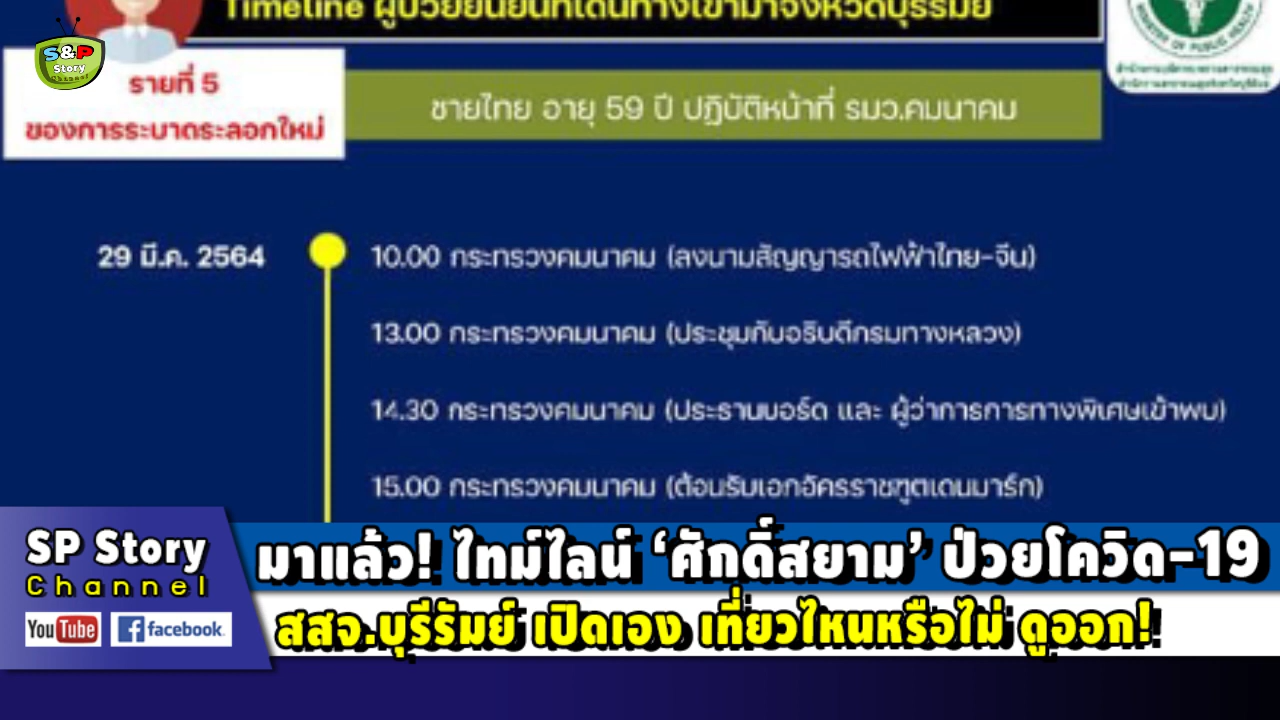 Timeline ผู้ป่วยยืนยันที่เดินทางเข้ามาจังหวัดบุรีรัมย์
S&P
Story
Channel
MINISTRY OF PUBLIC HEALTH
รายที่ 5
ของการระบาดระลอกใหม่
ชายไทย อายุ 59 ปี ปฏิบัติหน้าที่ รมว.คมนาคม
29 มี.ค. 2564
10.00 กระทรวงคมนาคม (ลงนามสัญญารถไฟฟ้าไทย-จีน)
13.00 กระทรวงคมนาคม (ประชุมกับอธิบดีกรมทางหลวง)
14.30 กระทรวงคมนาคม (ประธานบอร์ด และ ผู้ว่าการการทางพิเศษเข้าพบ)
15.00 กระทรวงคมนาคม (ต้อนรับเอกอัครราชฑูตเดนมาร์ก)
SP Story
Channel
YouTube facebook.
มาแล้ว! ไทม์ไลน์ ‘ศักดิ์สยาม’ ป่วยโควิด-19
สสจ.บุรีรัมย์ เปิดเอง เที่ยวไหนหรือไม่ ดูออก!